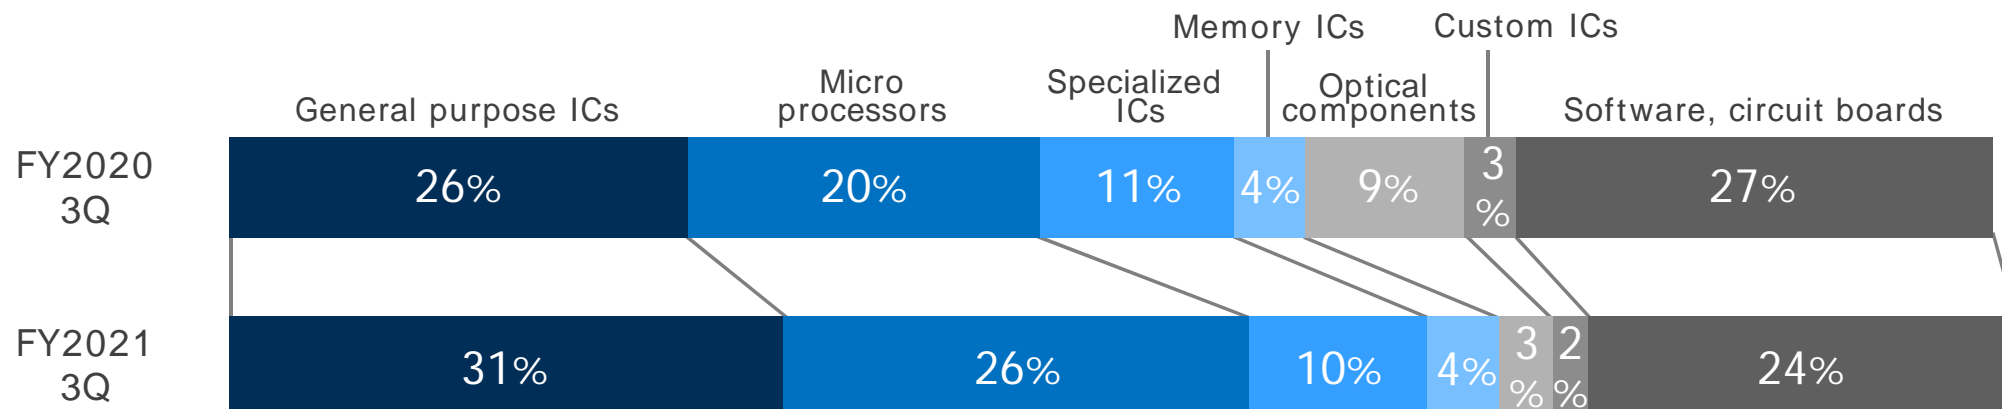 Memory ICs Custom ICs
General purpose ICs
Micro
processors
Specialized
ICs
Optical
components
Software, circuit boards
FY2020
3Q
26% 20% 11% 4% 9% 3
% 27%
FY2021
3Q
31% 26% 10% 4% 3
% 2
% 24%